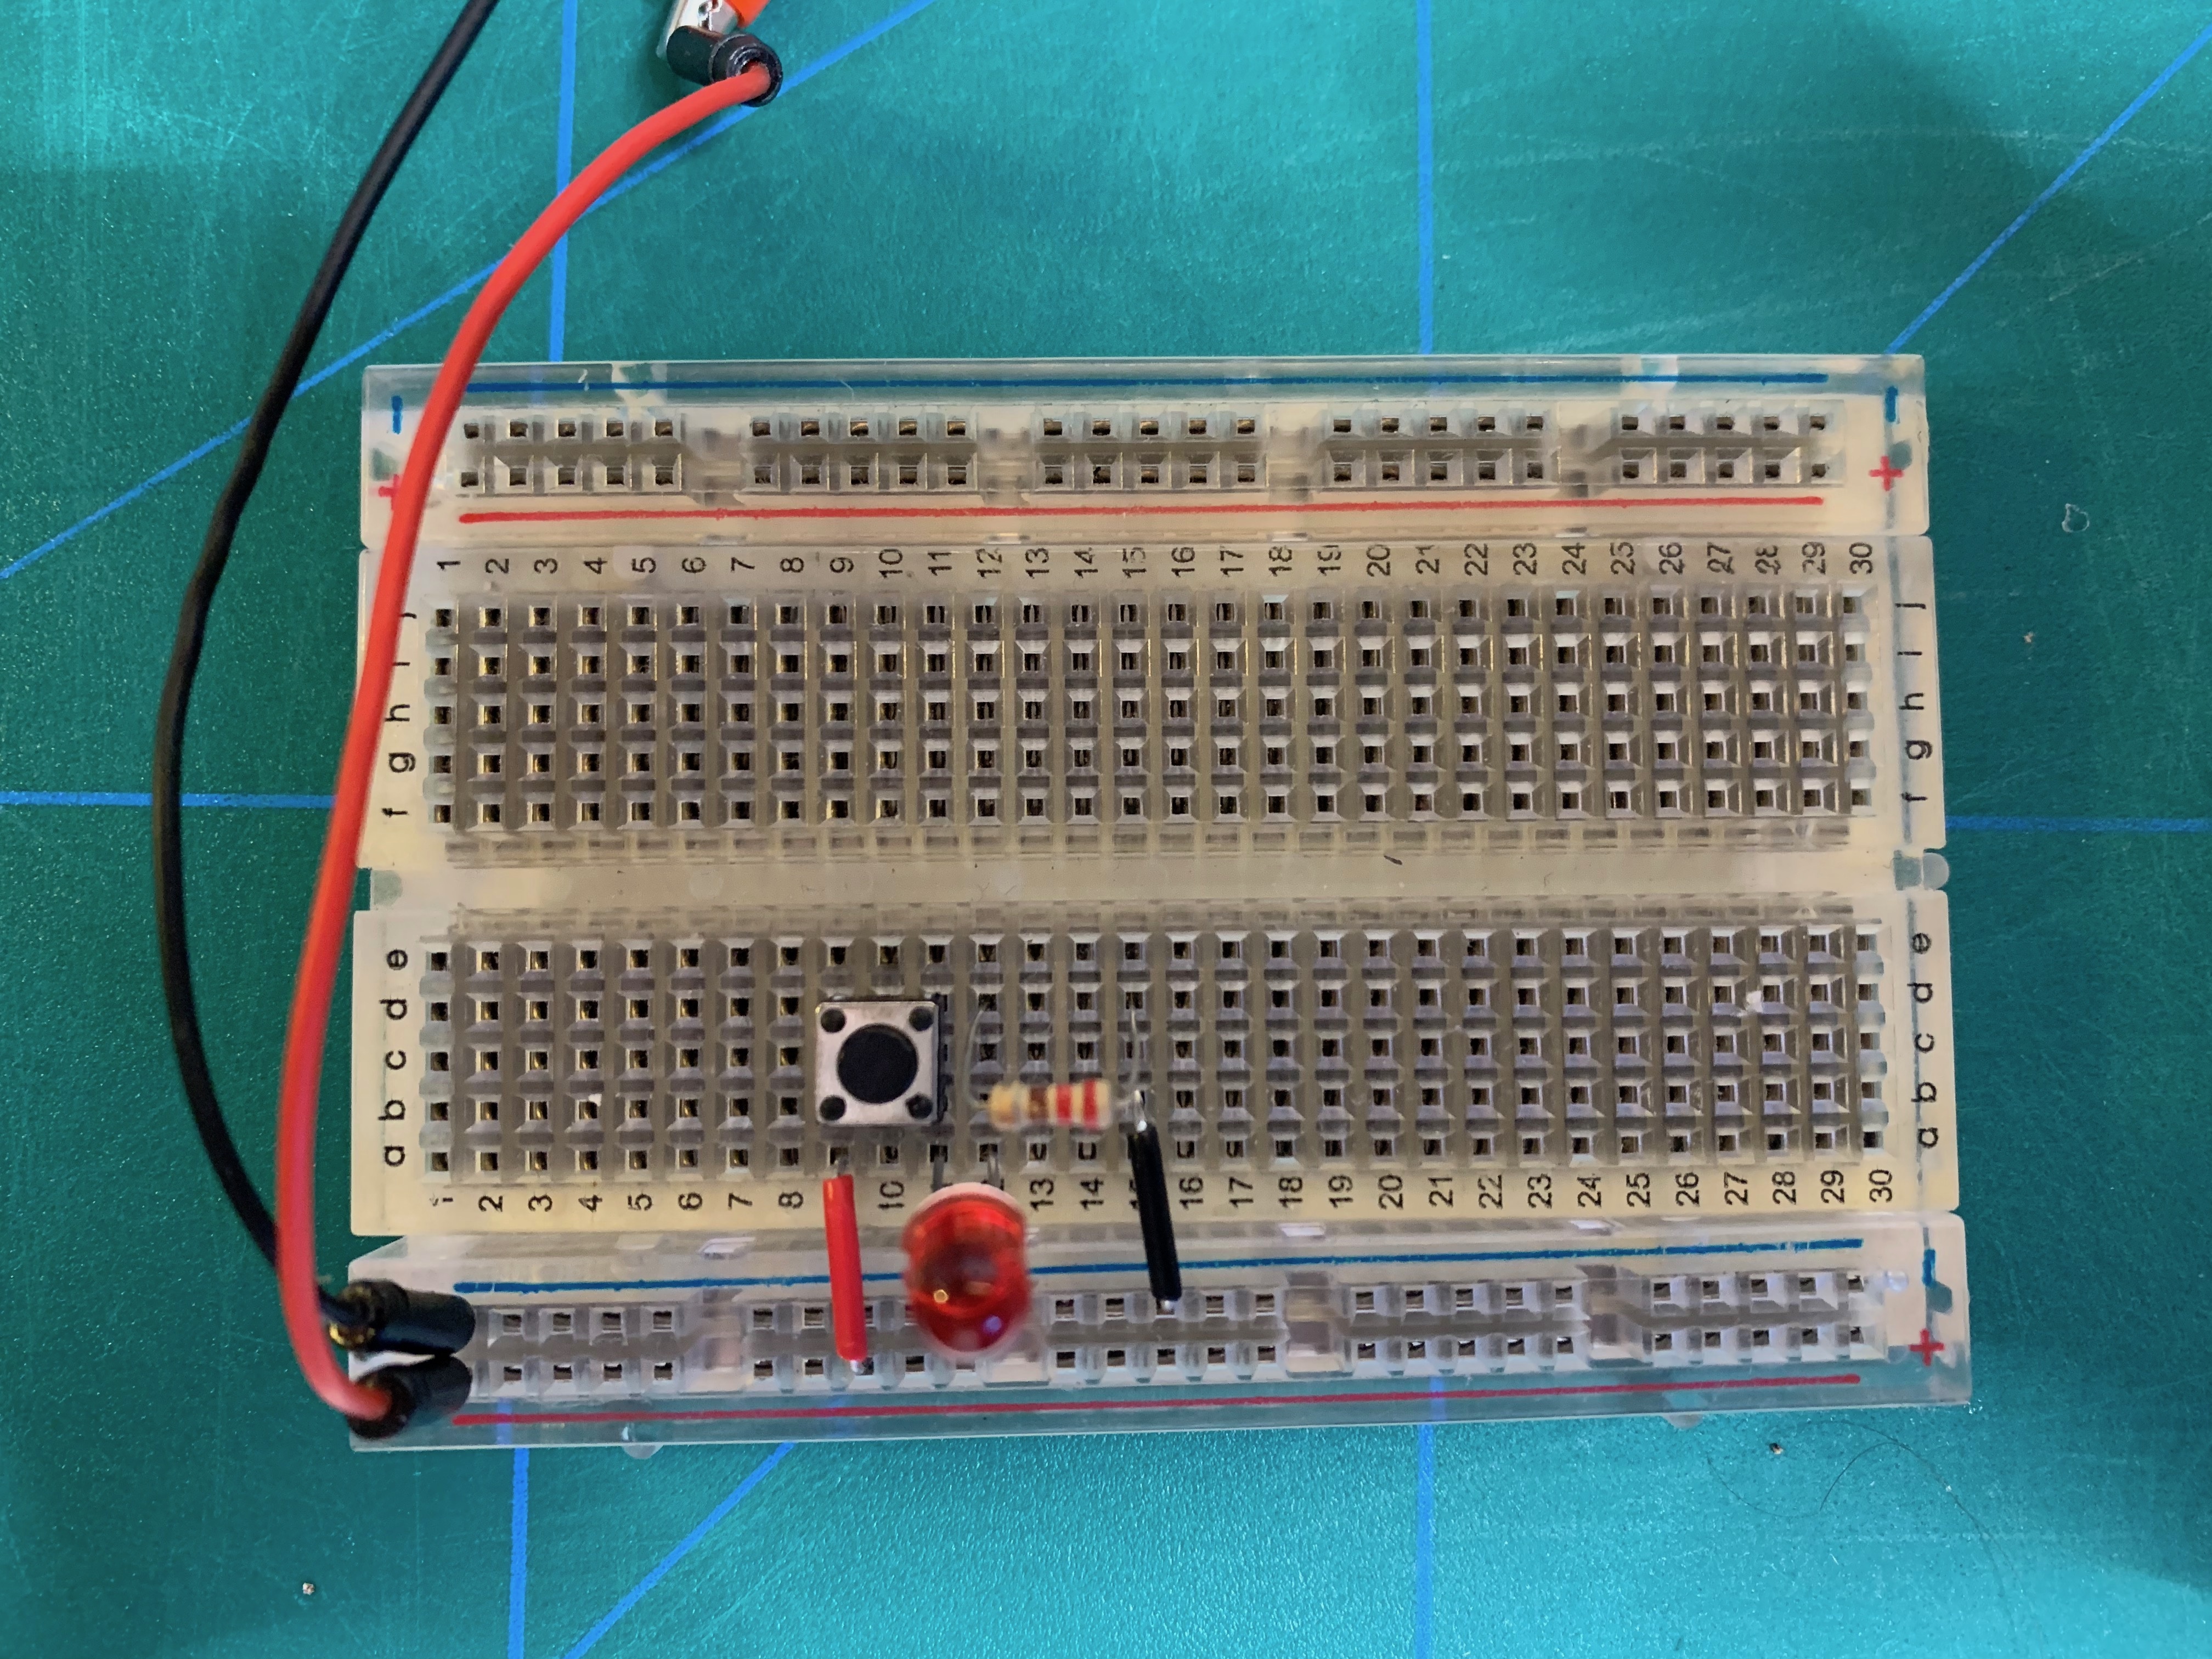 - -
+ +
1 2 3 4 5 6 7 8 9 10 11 12 13 14 15 16 17 18 19 20 21 22 23 24 25 26 27 28 29 30
j j
i i
h h
g g
f f
e e
d d
c c
b b
a a
1 2 3 4 5 6 7 8 10 13 14 16 17 18 19 20 21 22 23 24 25 26 27 28 29 30
-
+